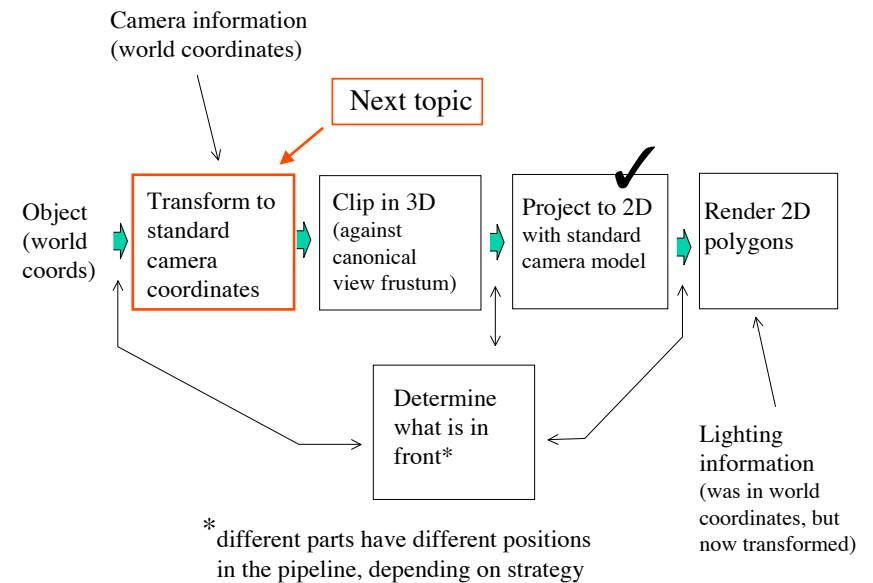 Camera information
(world coordinates)
Next topic
Object
(world
coords)
Transform to
standard
camera
coordinates
Clip in 3D
(against
canonical
view frustum)
Project to 2D
with standard
camera model
Render 2D
polygons
Determine
what is in
front*
Lighting
information
(was in world
coordinates, but
now transformed)
*different parts have different positions
in the pipeline, depending on strategy